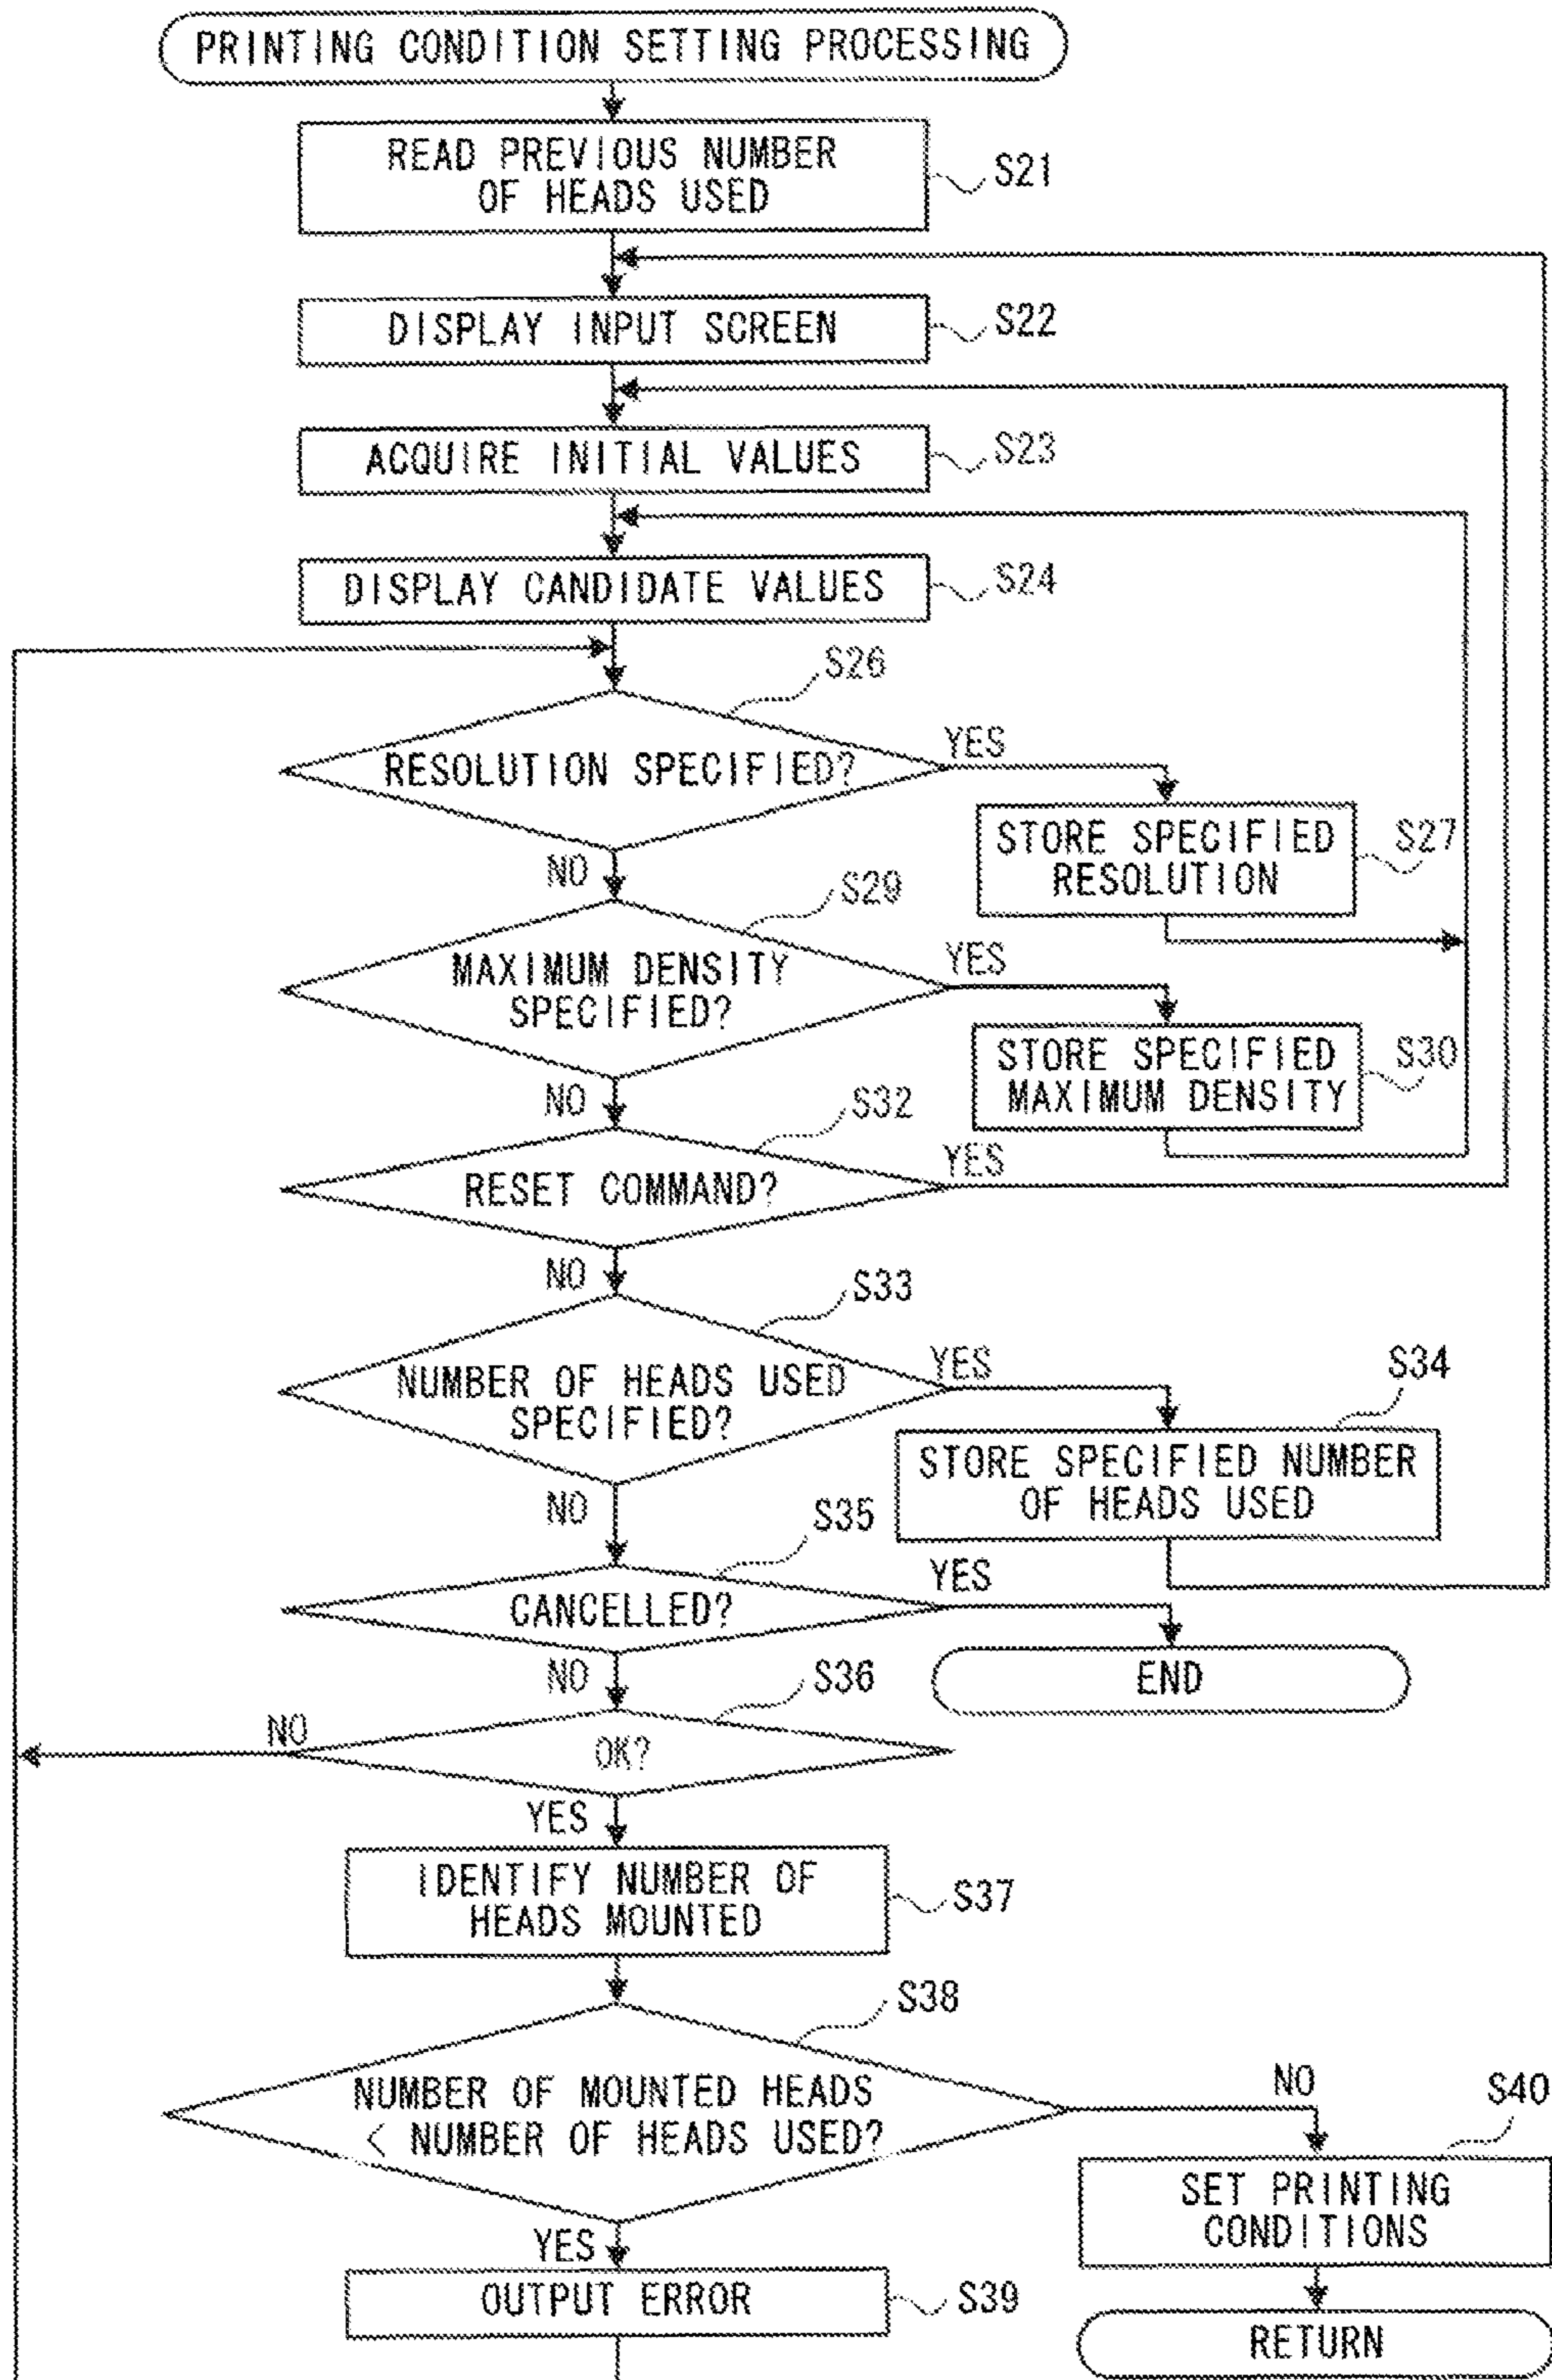 PRINTING CONDITION SETTING PROCESSING
READ PREVIOUS NUMBER
OF HEADS USED
S21
DISPLAY INPUT SCREEN
S22
ACQUIRE INITIAL VALUES
S23
DISPLAY CANDIDATE VALUES
S24
S26
RESOLUTION SPECIFIED?
YES
STORE SPECIFIED
RESOLUTION
S27
NO
S29
MAXIMUM DENSITY
SPECIFIED?
YES
STORE SPECIFIED
MAXIMUM DENSITY
S30
NO
S32
RESET COMMAND?
YES
NO
S33
NUMBER OF HEADS USED
SPECIFIED?
YES
S34
STORE SPECIFIED NUMBER
OF HEADS USED
NO
S35
CANCELLED?
YES
END
NO
S36
OK?
NO
YES
IDENTIFY NUMBER OF
HEADS MOUNTED
S37
S38
NUMBER OF MOUNTED HEADS
< NUMBER OF HEADS USED?
NO
S40
SET PRINTING
CONDITIONS
YES
OUTPUT ERROR
S39
RETURN